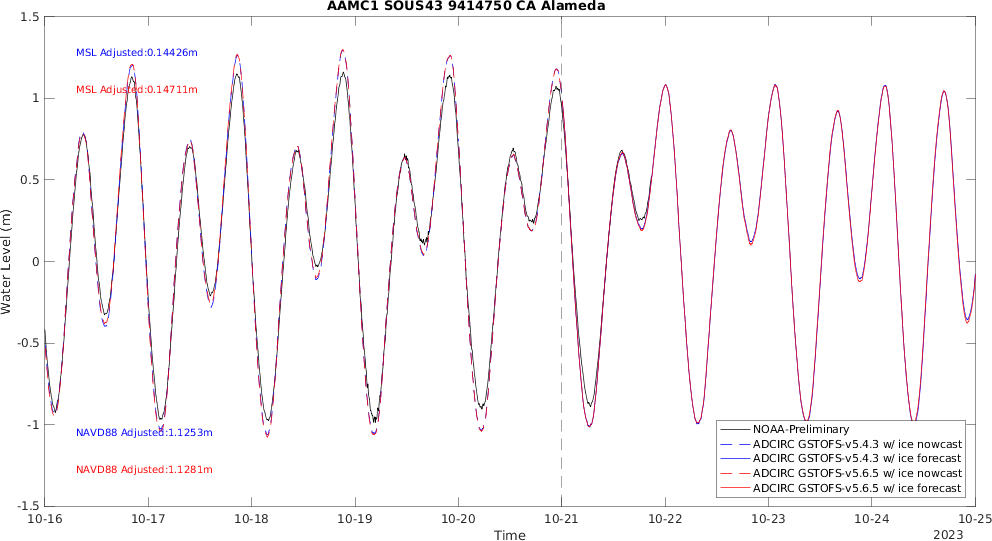 AAMC1 SOUS43 9414750 CA Alameda
1.5
1
0.5
0
-0.5
-1
-1.5
Water Level (m)
MSL Adjusted:0.14426m
MSL Adjusted:0.14711m
NAVD88 Adjusted:1.1253m
NAVD88 Adjusted:1.1281m
NOAA-Preliminary
ADCIRC GSTOFS-v5.4.3 w/ ice nowcast
ADCIRC GSTOFS-v5.4.3 w/ ice forecast
ADCIRC GSTOFS-v5.6.5 w/ ice nowcast
ADCIRC GSTOFS-v5.6.5 w/ ice forecast
10-16 10-17 10-18 10-19 10-20 10-21 10-22 10-23 10-24 10-25
Time
2023